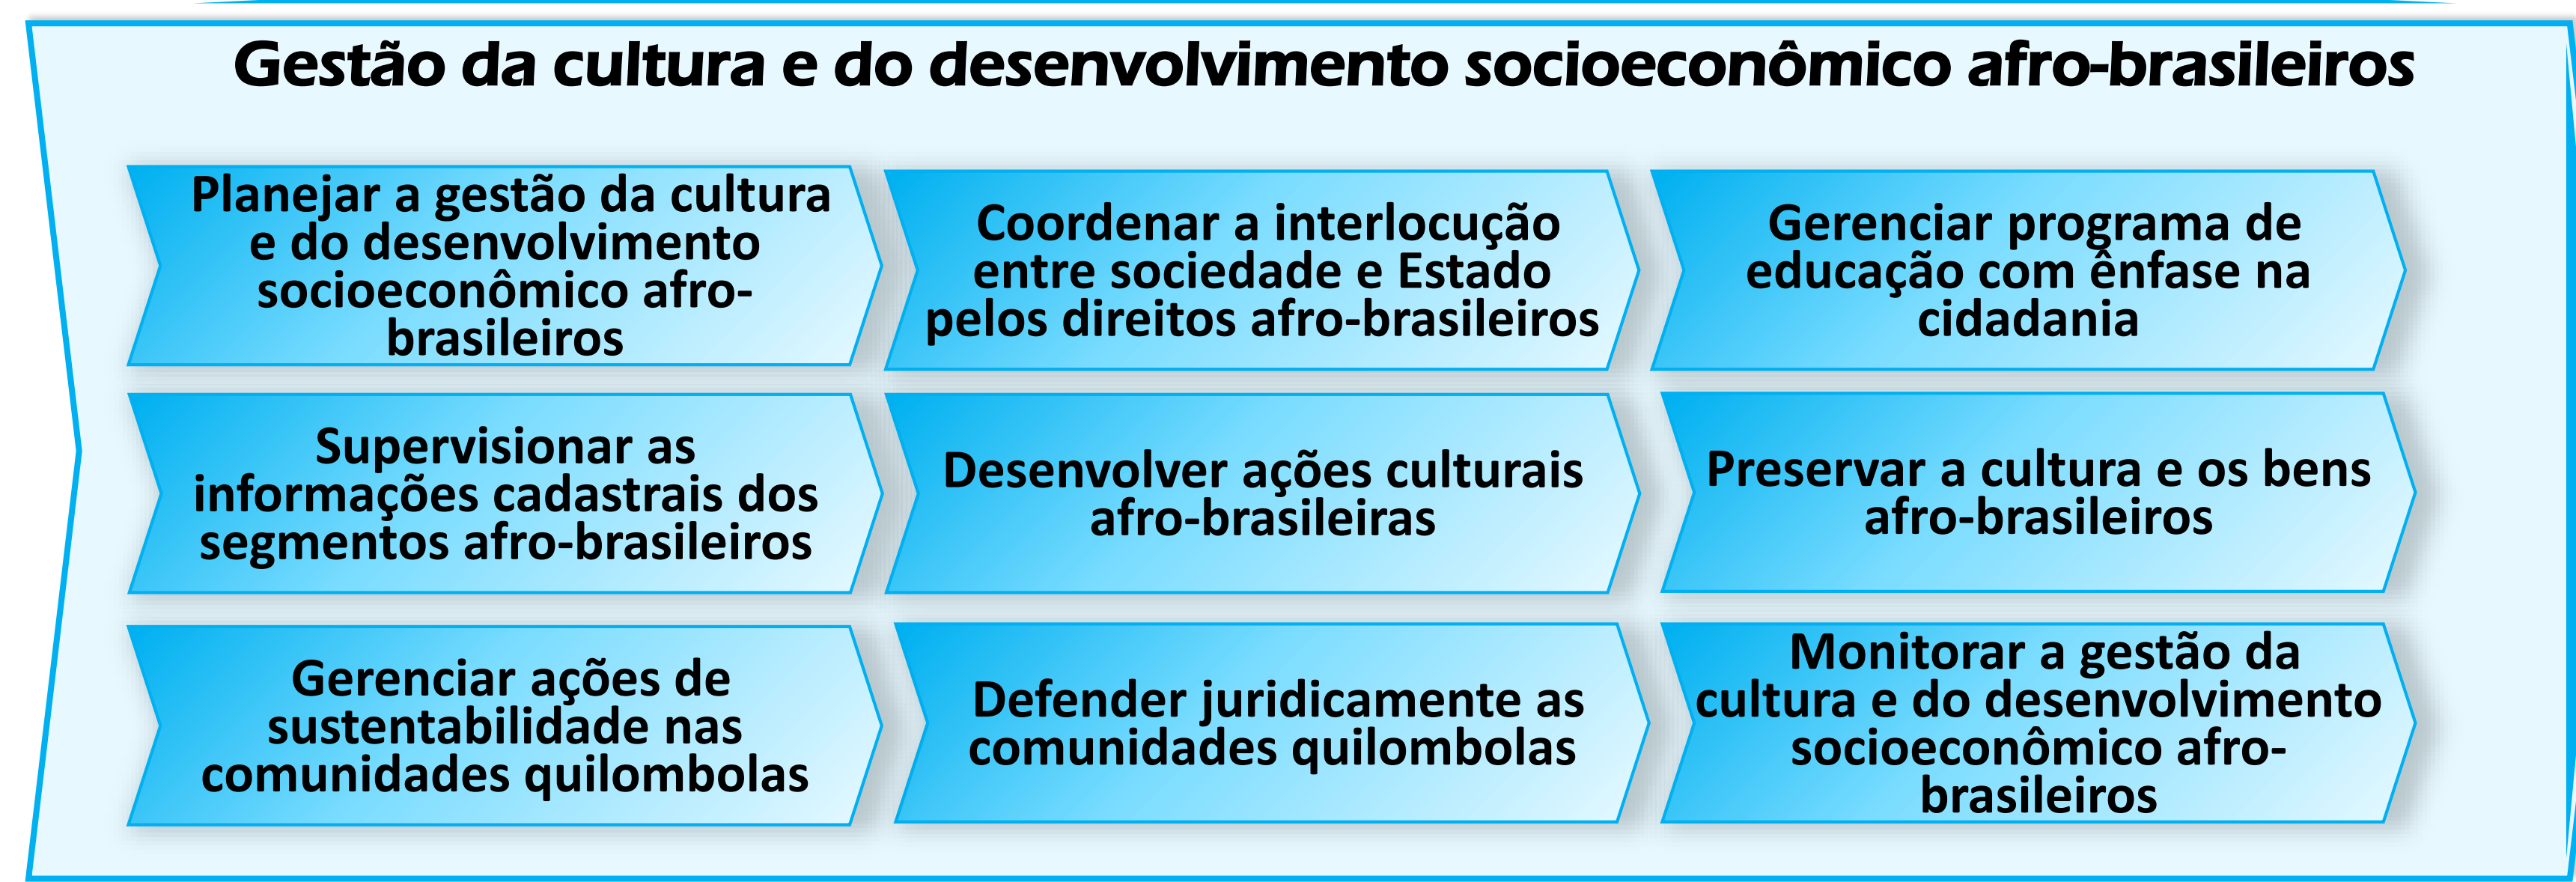 Gestão da cultura e do desenvolvimento socioeconômico afro-brasileiros
Planejar a gestão da cultura
e do desenvolvimento
socioeconômico afro-
brasileiros
Coordenar a interlocução
entre sociedade e Estado
pelos direitos afro-brasileiros
Gerenciar programa de
educação com ênfase na
cidadania
Supervisionar as
informações cadastrais dos
segmentos afro-brasileiros
Desenvolver ações culturais
afro-brasileiras
Preservar a cultura e os bens
afro-brasileiros
Gerenciar ações de
sustentabilidade nas
comunidades quilombolas
Defender juridicamente as
comunidades quilombolas
Monitorar a gestão da
cultura e do desenvolvimento
socioeconômico afro-
brasileiros